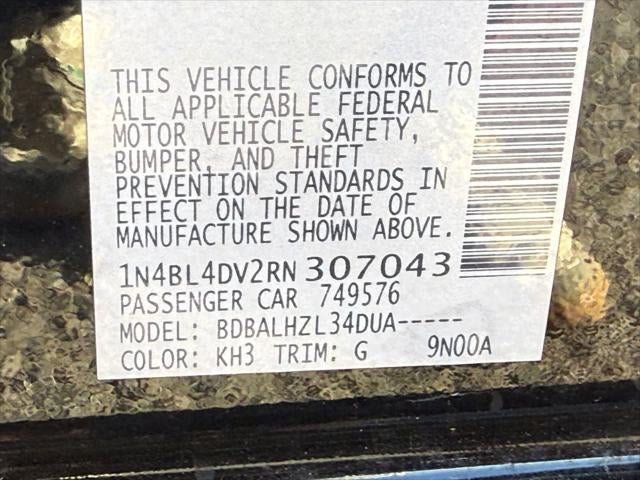 THIS VEHICLE CONFORMS TO
ALL APPLICABLE FEDERAL
MOTOR VEHICLE SAFETY,
BUMPER, AND THEFT
PREVENTION STANDARDS IN
EFFECT ON THE DATE OF
MANUFACTURE SHOWN ABOVE.
1N4BL4DV2RN307043
PASSENGER CAR 749576
MODEL: BDBALHZL34DUA-----
COLOR: KH3 TRIM: G 9N00A